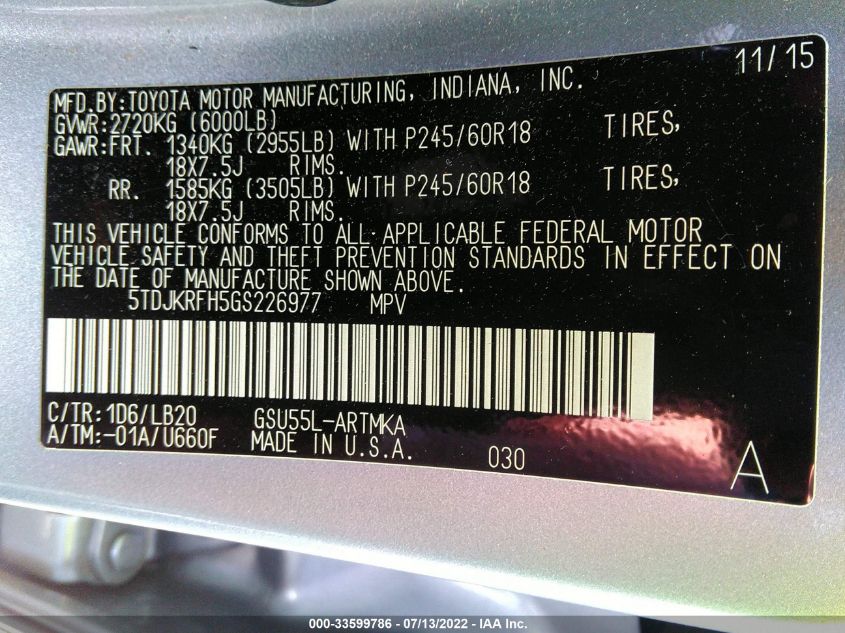 11/15
MFD.BY:TOYOTA MOTOR MANUFACTURING, INDIANA, INC.
GVWR:2720KG (6000LB)
GAWR:FRT. 1340KG (2955LB) WITH P245/60R18 TIRES,
18X7.5J RIMS.
RR. 1585KG (3505LB) WITH P245/60R18 TIRES,
18X7.5J RIMS.
THIS VEHICLE CONFORMS TO ALL APPLICABLE FEDERAL MOTOR
VEHICLE SAFETY AND THEFT PREVENTION STANDARDS IN EFFECT ON
THE DATE OF MANUFACTURE SHOWN ABOVE.
5TDJKRFH5GS226977 MPV
C/TR:1D6/LB20 GSU55L-ARTMKA
A/TM:-01A/U660F MADE IN U.S.A. 030
A
000-33599786 - 07/13/2022 - IAA Inc.